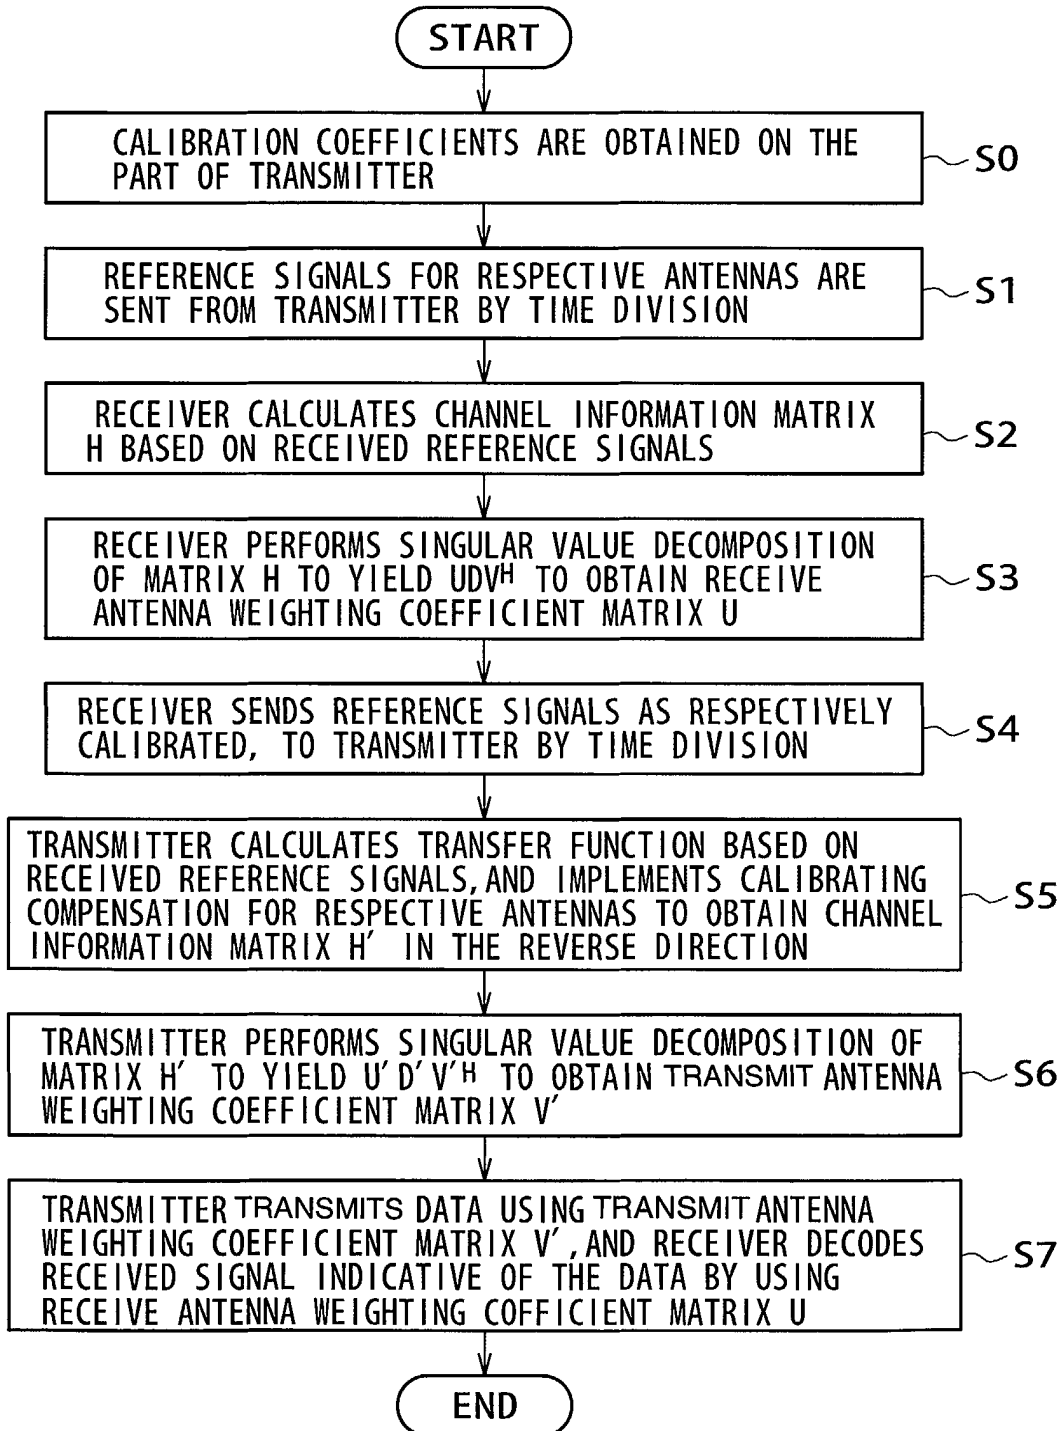 START
CALIBRATION COEFFICIENTS ARE OBTAINED ON THE
PART OF TRANSMITTER
S0
REFERENCE SIGNALS FOR RESPECTIVE ANTENNAS ARE
SENT FROM TRANSMITTER BY TIME DIVISION
S1
RECEIVER CALCULATES CHANNEL INFORMATION MATRIX
H BASED ON RECEIVED REFERENCE SIGNALS
S2
RECEIVER PERFORMS SINGULAR VALUE DECOMPOSITION
OF MATRIX H TO YIELD UDVᴴ TO OBTAIN RECEIVE
ANTENNA WEIGHTING COEFFICIENT MATRIX U
S3
RECEIVER SENDS REFERENCE SIGNALS AS RESPECTIVELY
CALIBRATED, TO TRANSMITTER BY TIME DIVISION
S4
TRANSMITTER CALCULATES TRANSFER FUNCTION BASED ON
RECEIVED REFERENCE SIGNALS, AND IMPLEMENTS CALIBRATING
COMPENSATION FOR RESPECTIVE ANTENNAS TO OBTAIN CHANNEL
INFORMATION MATRIX H′ IN THE REVERSE DIRECTION
S5
TRANSMITTER PERFORMS SINGULAR VALUE DECOMPOSITION OF
MATRIX H′ TO YIELD U′D′V′ᴴ TO OBTAIN TRANSMIT ANTENNA
WEIGHTING COEFFICIENT MATRIX V′
S6
TRANSMITTER TRANSMITS DATA USING TRANSMIT ANTENNA
WEIGHTING COEFFICIENT MATRIX V′, AND RECEIVER DECODES
RECEIVED SIGNAL INDICATIVE OF THE DATA BY USING
RECEIVE ANTENNA WEIGHTING COFFICIENT MATRIX U
S7
END